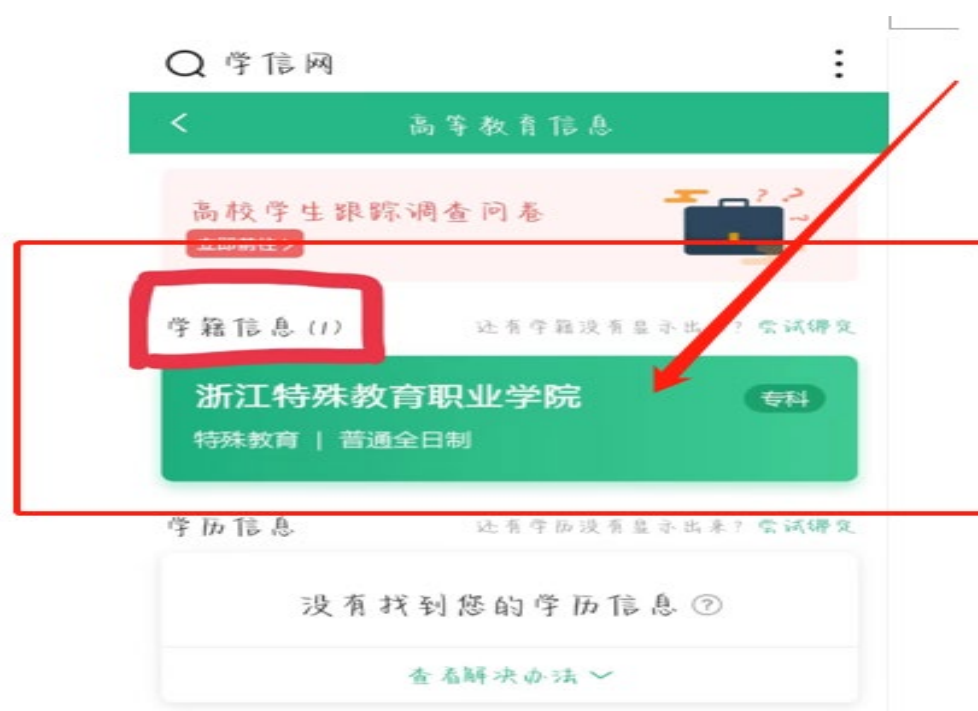 学信网
高等教育信息
高校学生跟踪调查问卷
立即前往>
学籍信息(1)
还有学籍没有显示出来? 尝试绑定
浙江特殊教育职业学院
专科
特殊教育 | 普通全日制
学历信息
还有学历没有显示出来? 尝试绑定
没有找到您的学历信息?
查看解决办法